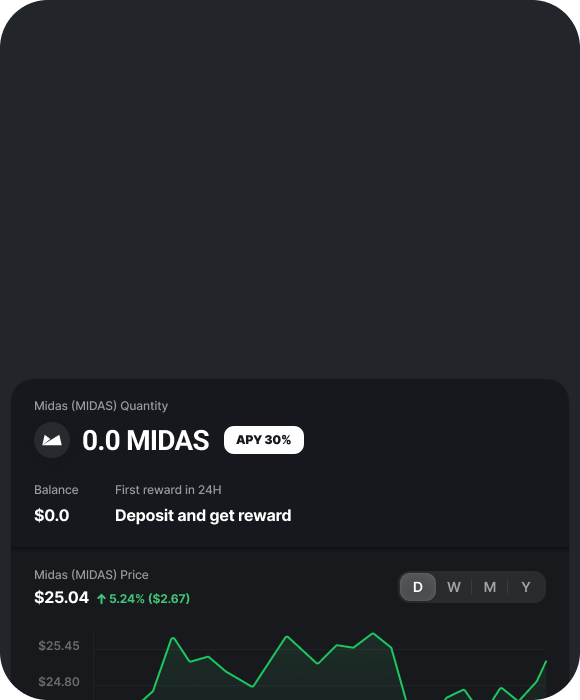 Midas (MIDAS) Quantity
0.0 MIDAS APY 30%
Balance First reward in 24H
$0.0 Deposit and get reward
Midas (MIDAS) Price
$25.04 ↑ 5.24% ($2.67) D W M Y
$25.45
$24.80